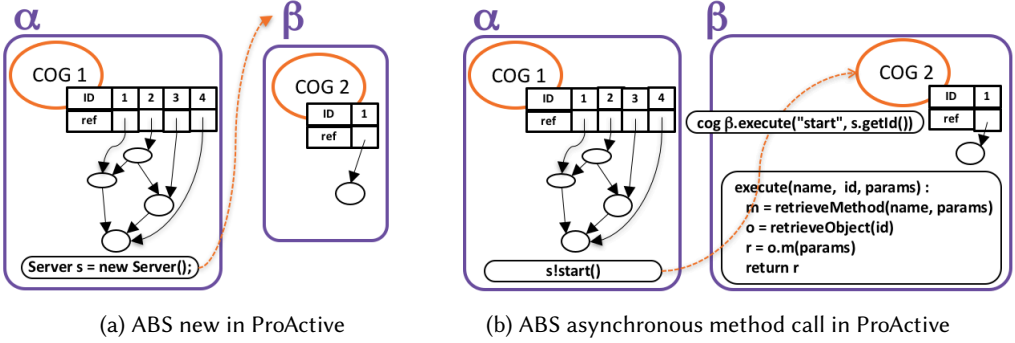 α
β
COG 1
ID 1 2 3 4
ref
COG 2
ID 1
ref
Server s = new Server();
(a) ABS new in ProActive
α
β
COG 1
ID 1 2 3 4
ref
s!start()
COG 2
ID 1
ref
cog β.execute("start", s.getId())
execute(name, id, params) :
m = retrieveMethod(name, params)
o = retrieveObject(id)
r = o.m(params)
return r
(b) ABS asynchronous method call in ProActive